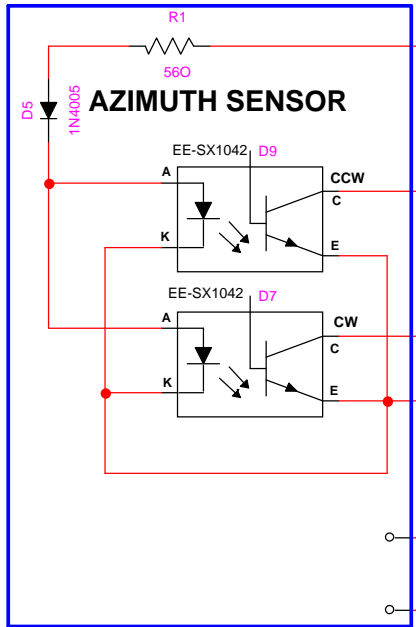 R1
56O
D5
1N4005
AZIMUTH SENSOR
EE-SX1042 D9
A
CCW
C
K
E
EE-SX1042 D7
A
CW
C
K
E